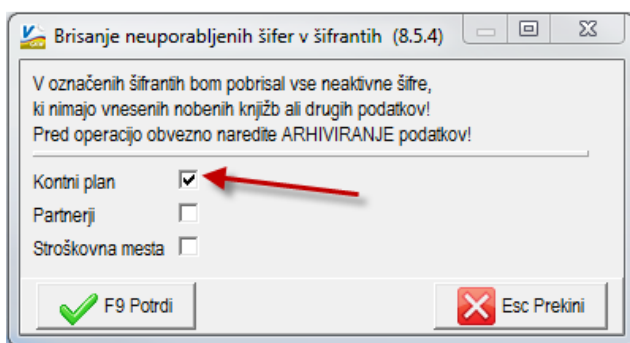 Brisanje neuporabljenih šifer v šifrantih (8.5.4)
V označenih šifrantih bom pobrisal vse neaktivne šifre,
ki nimajo vnesenih nobenih knjižb ali drugih podatkov!
Pred operacijo obvezno naredite ARHIVIRANJE podatkov!
Kontni plan
Partnerji
Stroškovna mesta
F9 Potrdi
Esc Prekini